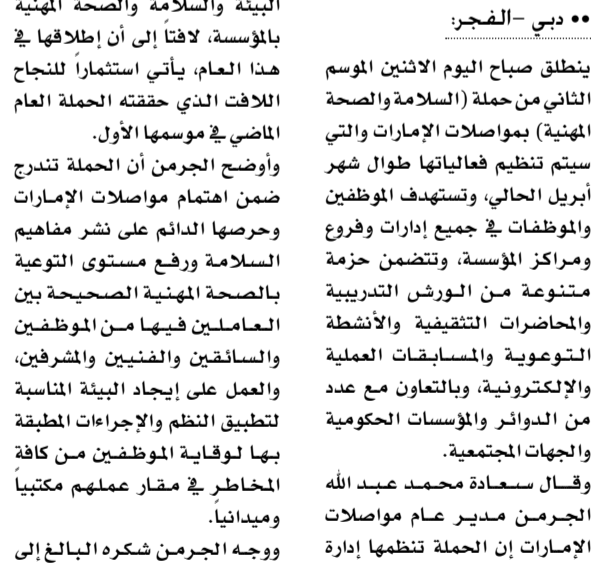 •• دبي –الفجر:
ينطلق صباح اليوم الاثنين الموسم
الثاني من حملة (السلامة والصحة
المهنية) بمواصلات الإمارات والتي
سيتم تنظيم فعالياتها طوال شهر
أبريل الحالي، وتستهدف الموظفين
والموظفات في جميع إدارات وفروع
ومراكز المؤسسة، وتتضمن حزمة
متنوعة من الورش التدريبية
والمحاضرات التثقيفية والأنشطة
التوعوية والمسابقات العملية
والإلكترونية، وبالتعاون مع عدد
من الدوائر والمؤسسات الحكومية
والجهات المجتمعية.
وقال سعادة محمد عبد الله
الجرمن مدير عام مواصلات
الإمارات إن الحملة تنظمها إدارة
البيئة والسلامة والصحة المهنية
بالمؤسسة، لافتاً إلى أن إطلاقها في
هذا العام، يأتي استثماراً للنجاح
اللافت الذي حققته الحملة العام
الماضي في موسمها الأول.
وأوضح الجرمن أن الحملة تندرج
ضمن اهتمام مواصلات الإمارات
وحرصها الدائم على نشر مفاهيم
السلامة ورفع مستوى التوعية
بالصحة المهنية الصحيحة بين
العاملين فيها من الموظفين
والسائقين والفنيين والمشرفين،
والعمل على إيجاد البيئة المناسبة
لتطبيق النظم والإجراءات المطبقة
بها لوقاية الموظفين من كافة
المخاطر في مقار عملهم مكتبياً
وميدانياً.
ووجه الجرمن شكره البالغ إلى